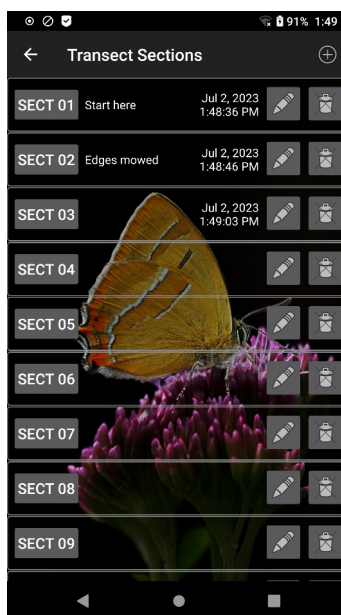 91% 1:49
Transect Sections
SECT 01 Start here Jul 2, 2023
1:48:36 PM
SECT 02 Edges mowed Jul 2, 2023
1:48:46 PM
SECT 03 Jul 2, 2023
1:49:03 PM
SECT 04
SECT 05
SECT 06
SECT 07
SECT 08
SECT 09